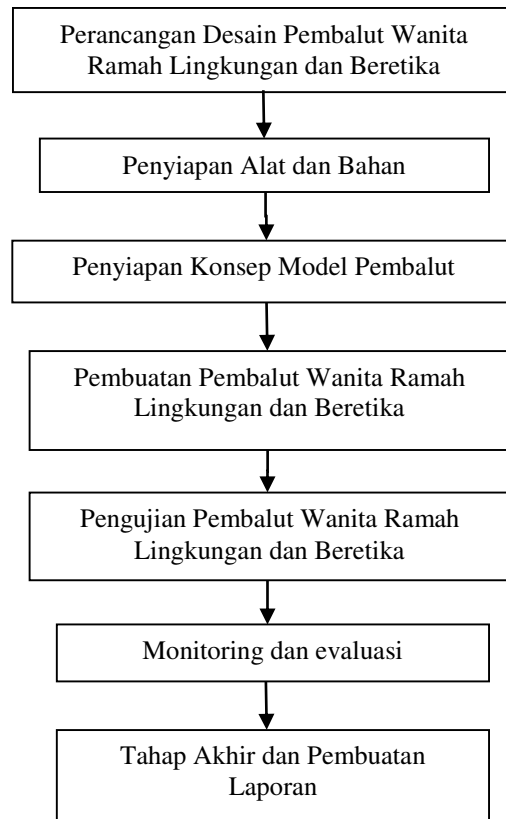 Perancangan Desain Pembalut Wanita
Ramah Lingkungan dan Beretika
Penyiapan Alat dan Bahan
Penyiapan Konsep Model Pembalut
Pembuatan Pembalut Wanita Ramah
Lingkungan dan Beretika
Pengujian Pembalut Wanita Ramah
Lingkungan dan Beretika
Monitoring dan evaluasi
Tahap Akhir dan Pembuatan
Laporan